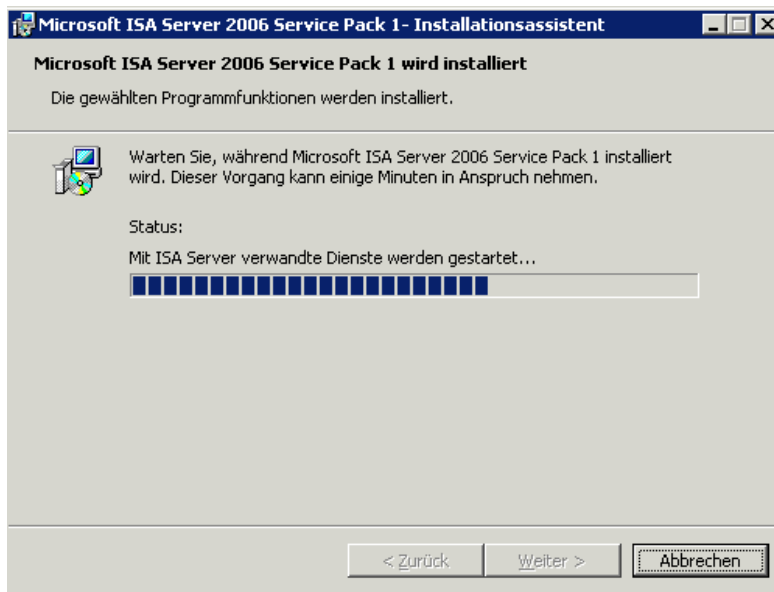 Microsoft ISA Server 2006 Service Pack 1- Installationsassistent
Microsoft ISA Server 2006 Service Pack 1 wird installiert
Die gewählten Programmfunktionen werden installiert.
Warten Sie, während Microsoft ISA Server 2006 Service Pack 1 installiert
wird. Dieser Vorgang kann einige Minuten in Anspruch nehmen.
Status:
Mit ISA Server verwandte Dienste werden gestartet...
< Zurück
Weiter >
Abbrechen